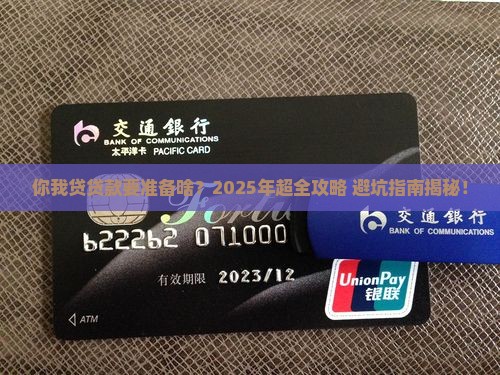 交通銀行
BANK OF COMMUNICATIONS
太平洋卡 PACIFIC CARD
你我贷贷款要准备啥？2025年超全攻略 避坑指南揭秘！
交通銀行
BANK OF COMMUNICATIONS
622262 071000
有效期限 2023/12
UnionPay
银联
ATM